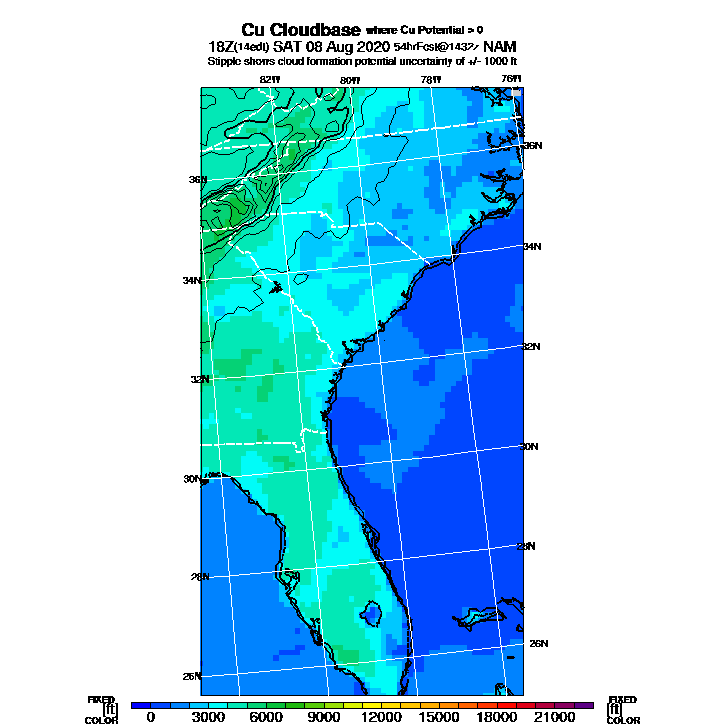 Cu Cloudbase where Cu Potential > 0
18Z(14edt) SAT 08 Aug 2020 54hrFcst@1432z NAM
Stipple shows cloud formation potential uncertainty of +/- 1000 ft
82W 80W 78W 76W
36N
36N
34N
34N
32N
32N
30N
30N
28N
28N
26N
26N
FIXED FIXED
[ft] [ft]
COLOR COLOR
0 3000 6000 9000 12000 15000 18000 21000